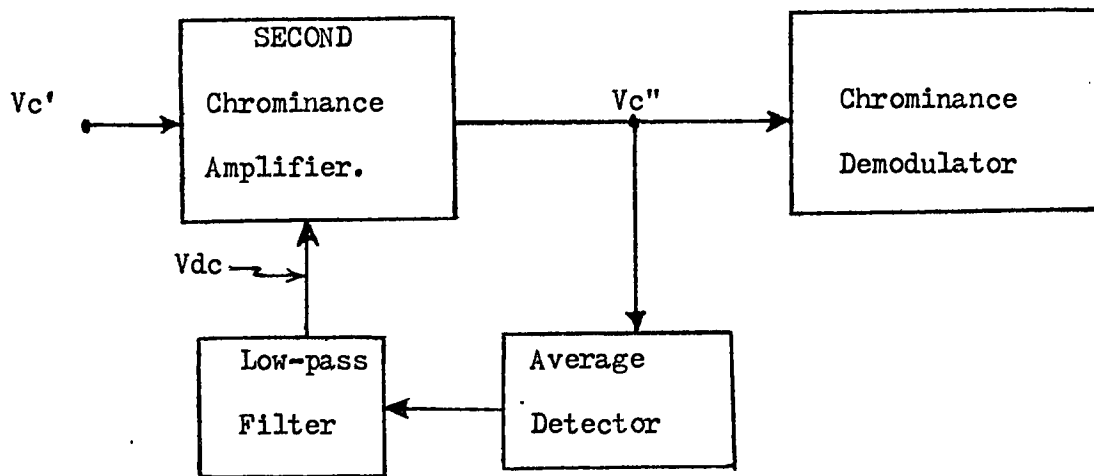 SECOND
Chrominance
Amplifier.
Vc'
Vc"
Chrominance
Demodulator
Vdc
Low-pass
Filter
Average
Detector